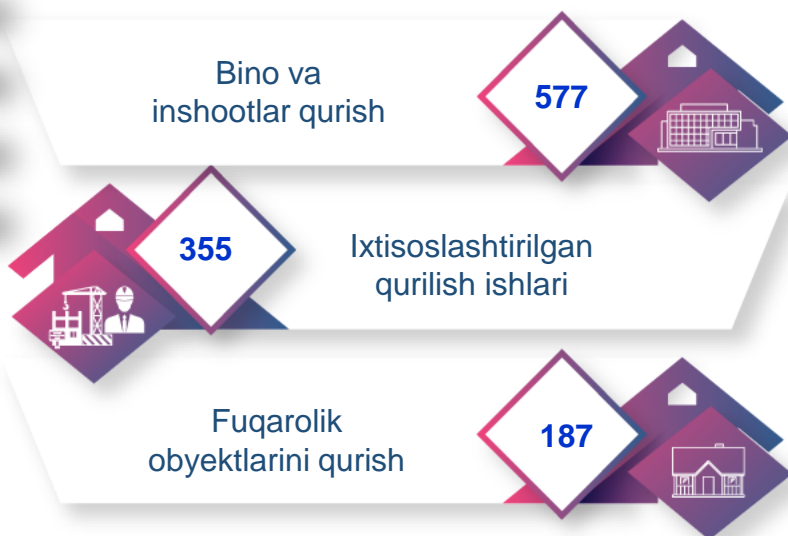 Bino va
inshootlar qurish
577
355
Ixtisoslashtirilgan
qurilish ishlari
Fuqarolik
obyektlarini qurish
187